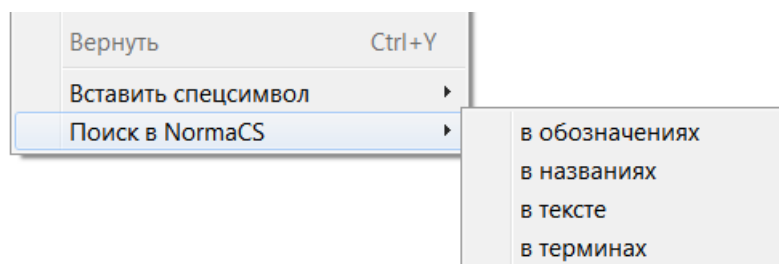 Вернуть Ctrl+Y
Вставить спецсимвол
Поиск в NormaCS
в обозначениях
в названиях
в тексте
в терминах